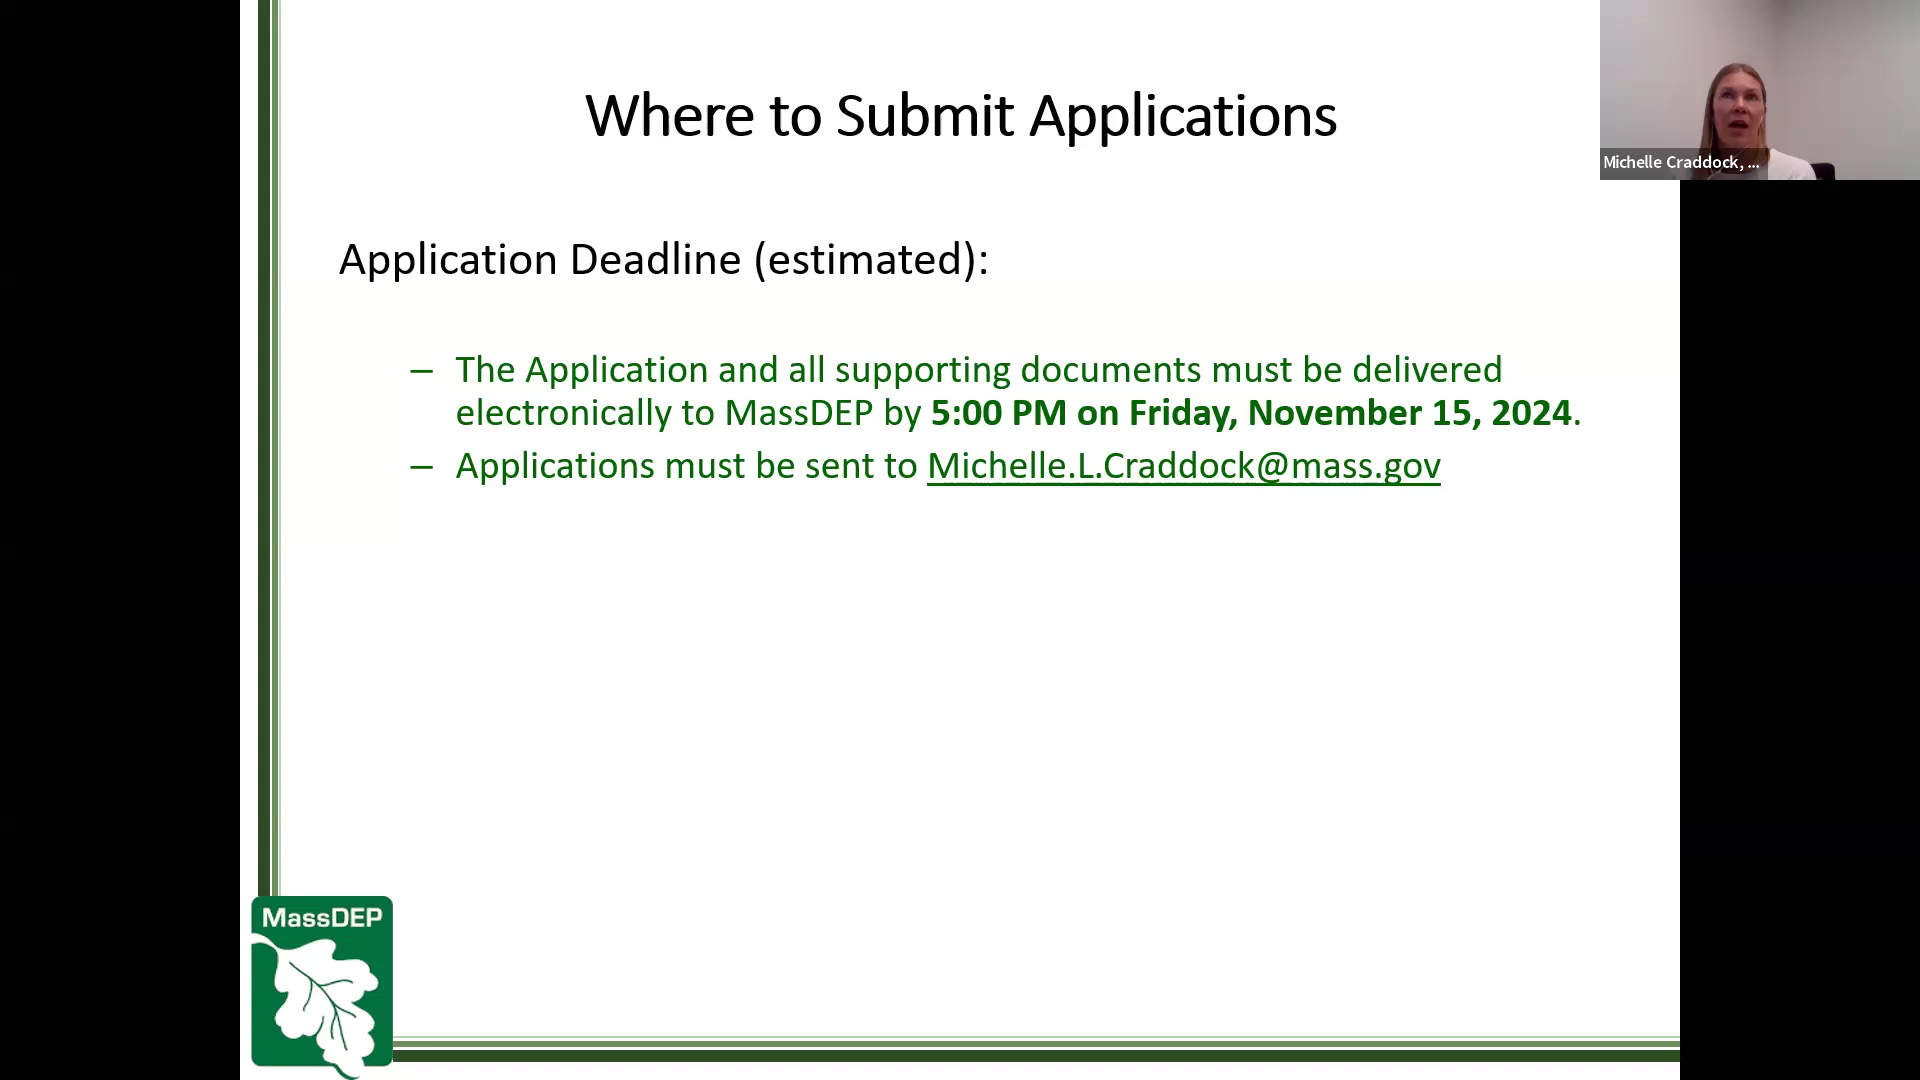 Where to Submit Applications
Michelle Craddock, ...
Application Deadline (estimated):
– The Application and all supporting documents must be delivered
electronically to MassDEP by 5:00 PM on Friday, November 15, 2024.
– Applications must be sent to Michelle.L.Craddock@mass.gov
MassDEP